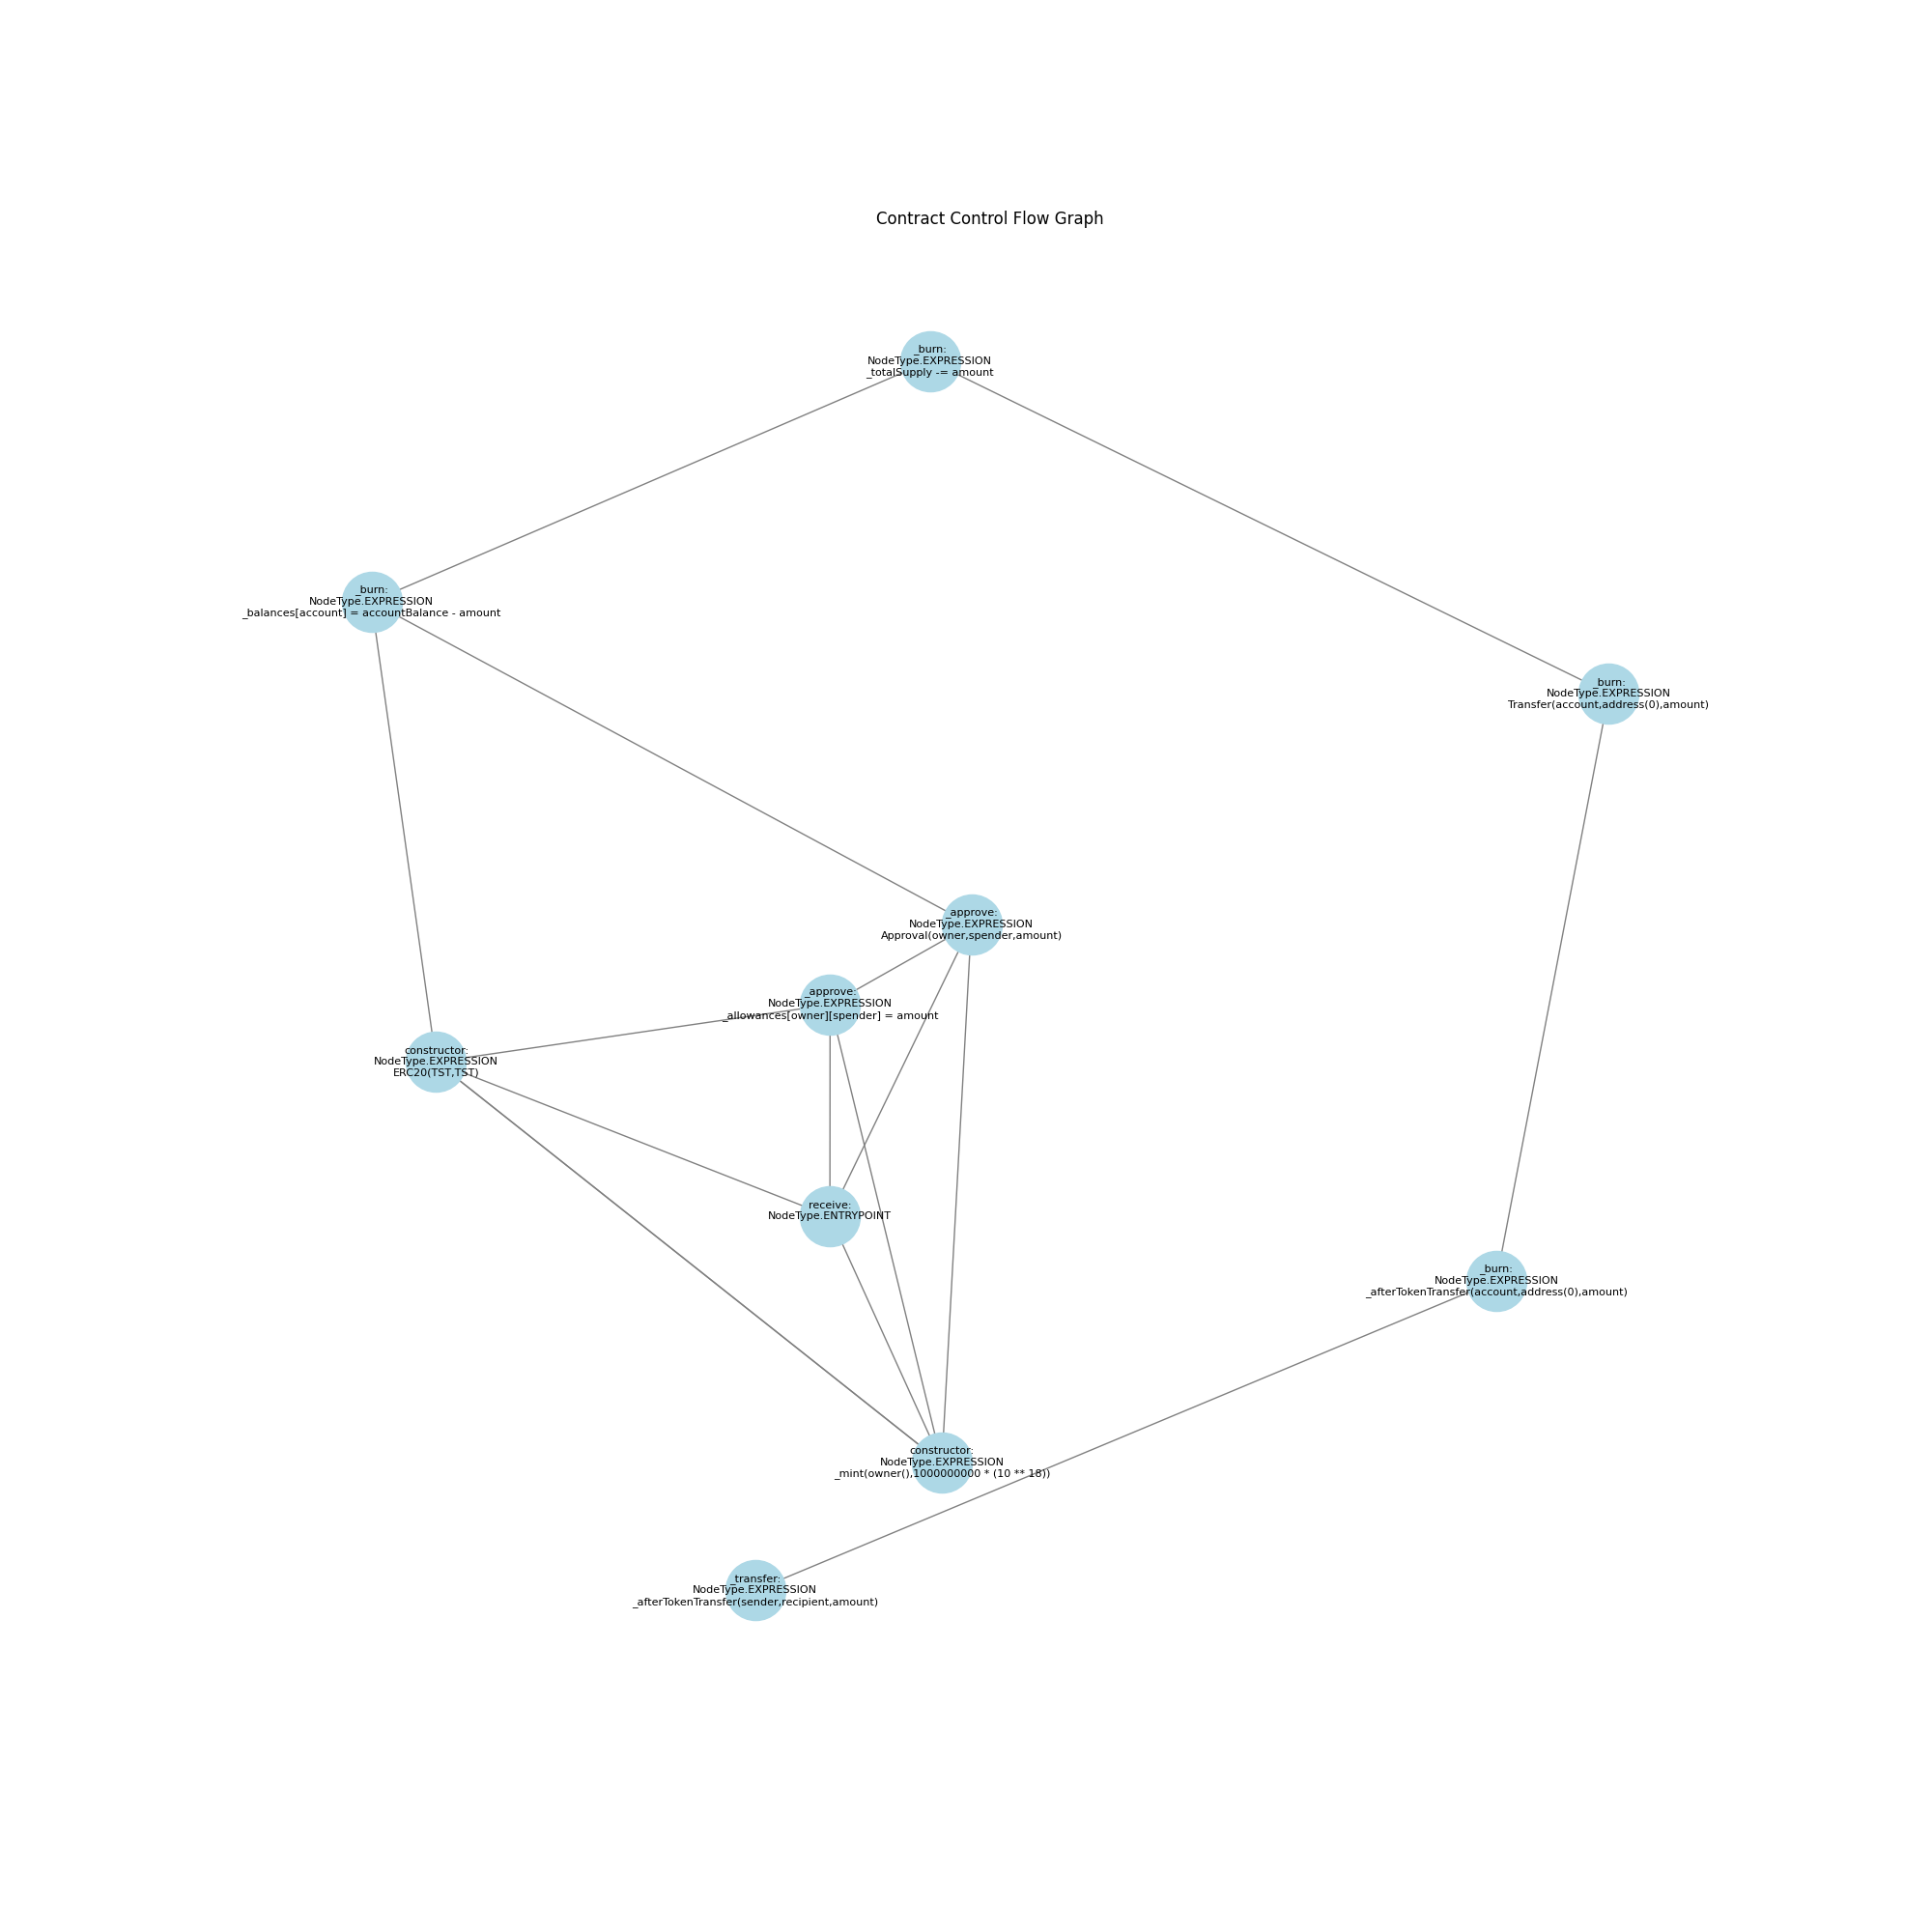 Contract Control Flow Graph
_burn:
NodeType.EXPRESSION
_totalSupply -= amount
_burn:
NodeType.EXPRESSION
_balances[account] = accountBalance - amount
_burn:
NodeType.EXPRESSION
Transfer(account,address(0),amount)
_approve:
NodeType.EXPRESSION
Approval(owner,spender,amount)
_approve:
NodeType.EXPRESSION
_allowances[owner][spender] = amount
constructor:
NodeType.EXPRESSION
ERC20(TST,TST)
receive:
NodeType.ENTRYPOINT
_burn:
NodeType.EXPRESSION
_afterTokenTransfer(account,address(0),amount)
constructor:
NodeType.EXPRESSION
_mint(owner(),1000000000 * (10 ** 18))
_transfer:
NodeType.EXPRESSION
_afterTokenTransfer(sender,recipient,amount)